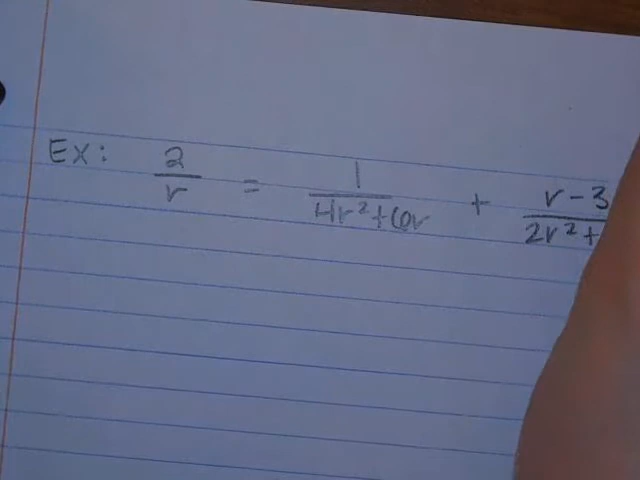 Ex: 2/r = 1/(4r²+6r) + (r-3)/(2r²+